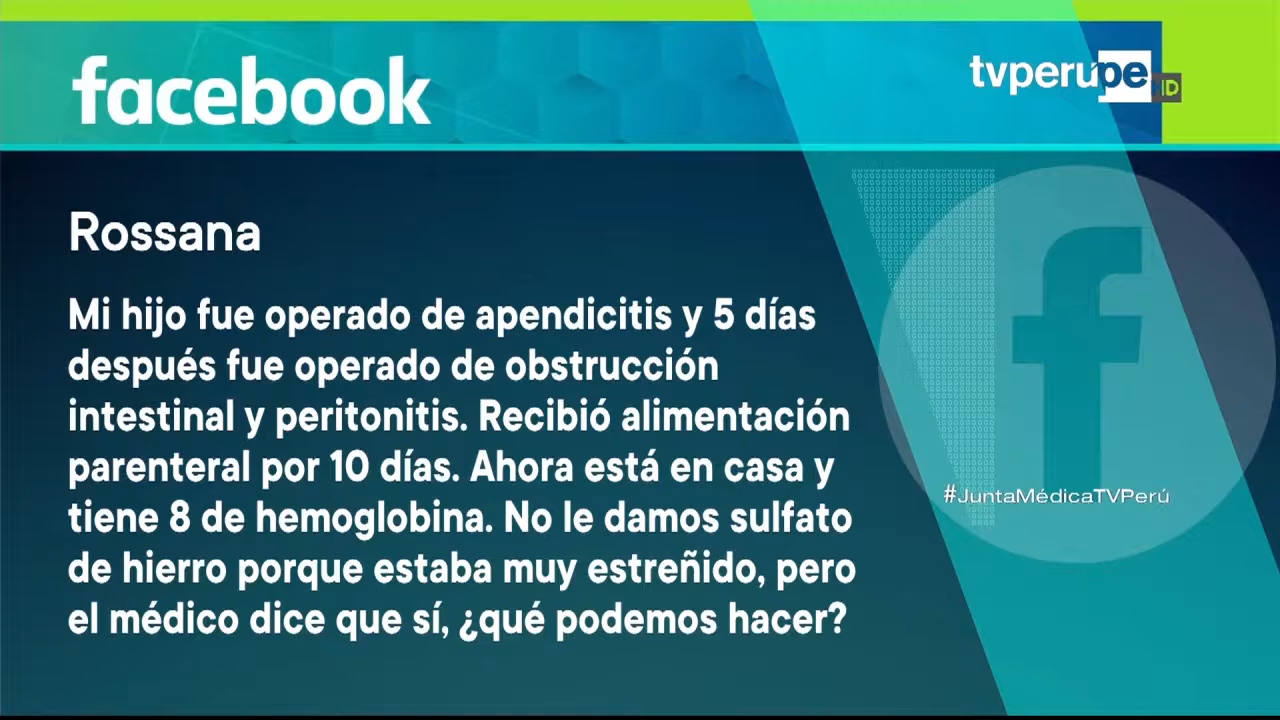 facebook
tvperúpe HD
Rossana
Mi hijo fue operado de apendicitis y 5 días
después fue operado de obstrucción
intestinal y peritonitis. Recibió alimentación
parenteral por 10 días. Ahora está en casa y
tiene 8 de hemoglobina. No le damos sulfato
de hierro porque estaba muy estreñido, pero
el médico dice que sí, ¿qué podemos hacer?
#JuntaMédicaTVPerú